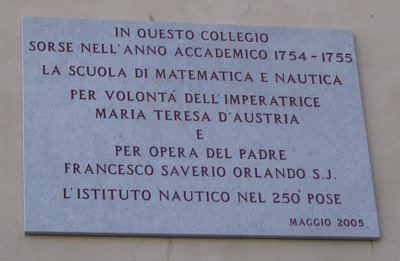 IN QUESTO COLLEGIO
SORSE NELL'ANNO ACCADEMICO 1754-1755
LA SCUOLA DI MATEMATICA E NAUTICA
PER VOLONTA' DELL'IMPERATRICE
MARIA TERESA D'AUSTRIA
E
PER OPERA DEL PADRE
FRANCESCO SAVERIO ORLANDO S.J.
L'ISTITUTO NAUTICO NEL 250° POSE
MAGGIO 2005